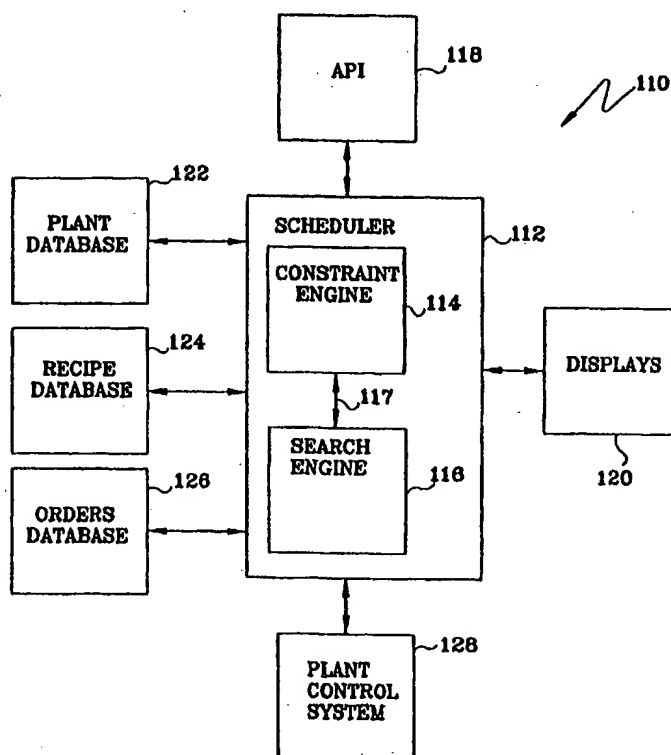 API
118
110
122
PLANT
DATABASE
SCHEDULER
112
CONSTRAINT
ENGINE
114
124
RECIPE
DATABASE
DISPLAYS
117
SEARCH
ENGINE
116
120
126
ORDERS
DATABASE
128
PLANT
CONTROL
SYSTEM